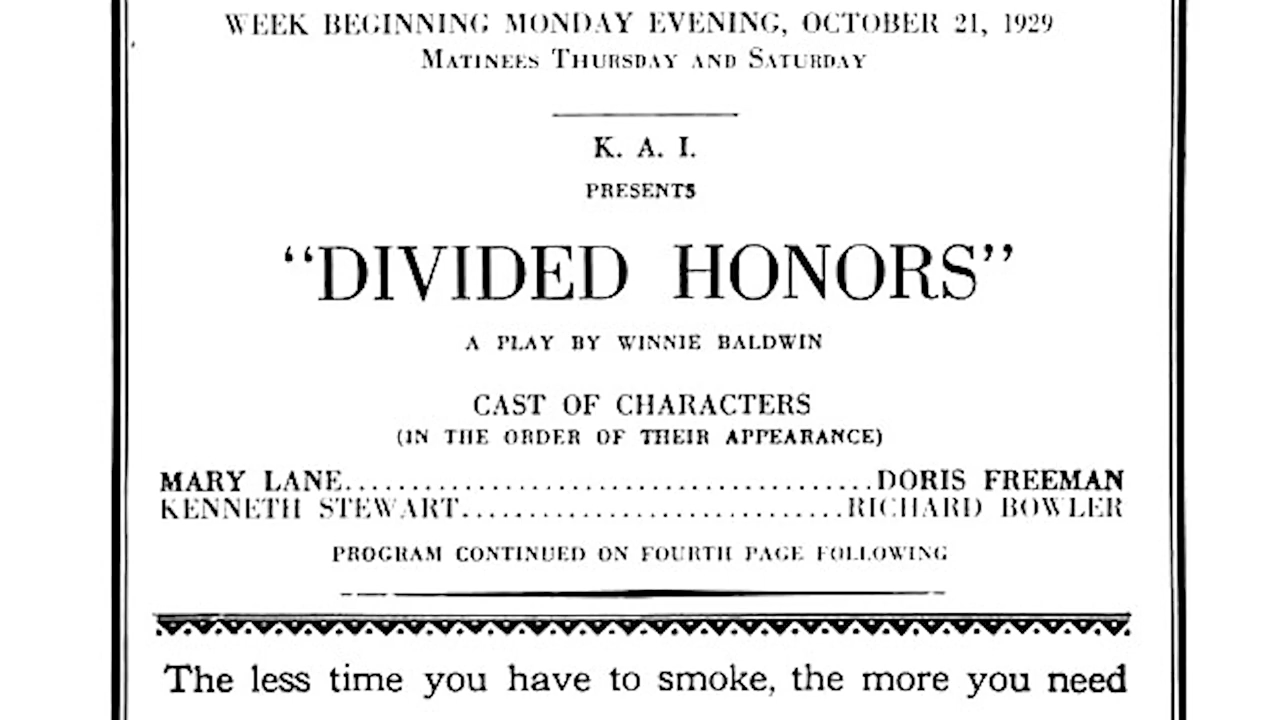 WEEK BEGINNING MONDAY EVENING, OCTOBER 21, 1929
MATINEES THURSDAY AND SATURDAY
K. A. I.
PRESENTS
“DIVIDED HONORS”
A PLAY BY WINNIE BALDWIN
CAST OF CHARACTERS
(IN THE ORDER OF THEIR APPEARANCE)
MARY LANE........................................DORIS FREEMAN
KENNETH STEWART.............................RICHARD BOWLER
PROGRAM CONTINUED ON FOURTH PAGE FOLLOWING
The less time you have to smoke, the more you need